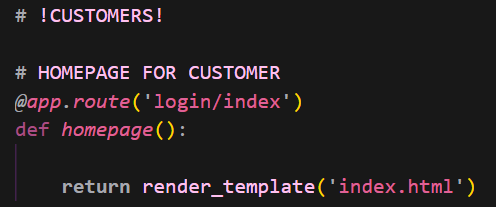 # !CUSTOMERS!
# HOMEPAGE FOR CUSTOMER
@app.route('login/index')
def homepage():
return render_template('index.html')